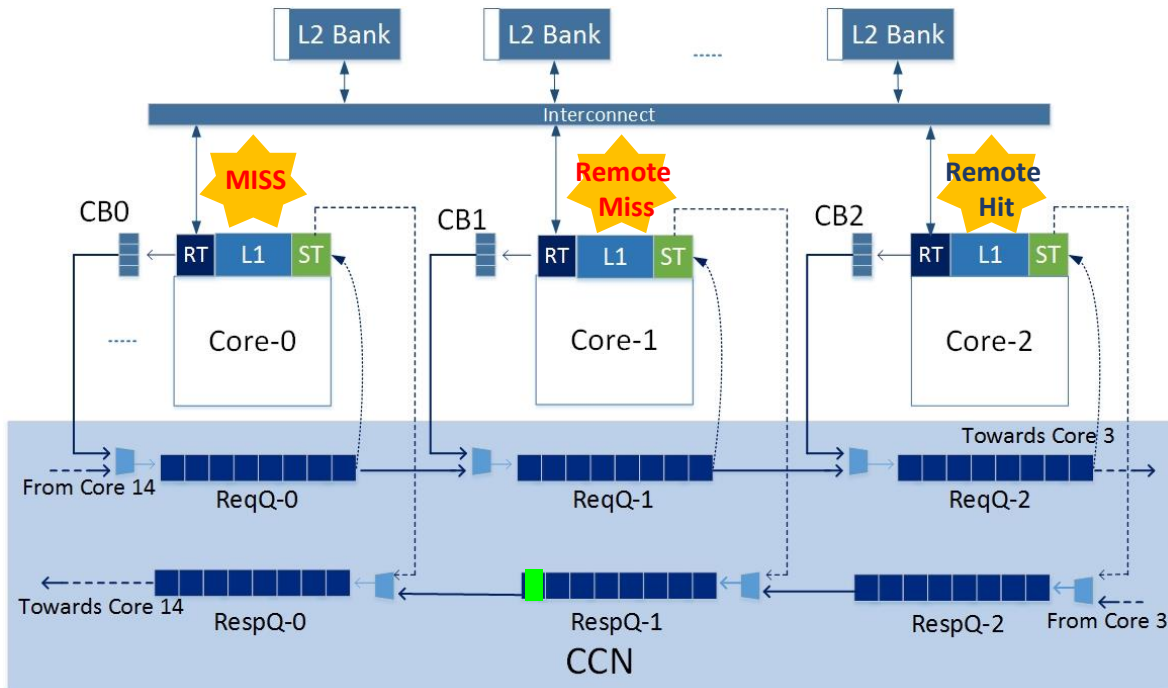 L2 Bank
L2 Bank
L2 Bank
Interconnect
MISS
Remote
Miss
Remote
Hit
CB0
CB1
CB2
RT
L1
ST
RT
L1
ST
RT
L1
ST
Core-0
Core-1
Core-2
Towards Core 3
From Core 14
ReqQ-0
ReqQ-1
ReqQ-2
Towards Core 14
RespQ-0
RespQ-1
RespQ-2
From Core 3
CCN